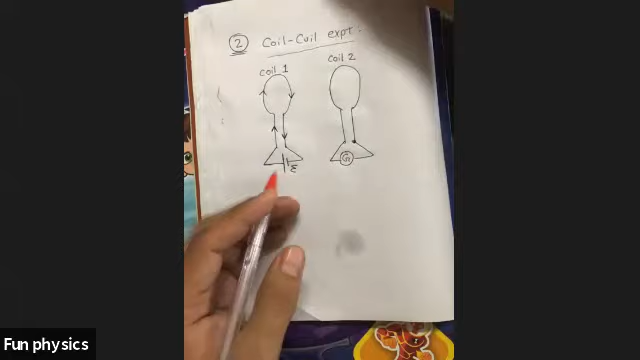 2 Coil-Coil expt.
Coil 1
Coil 2
ε
G
Fun physics